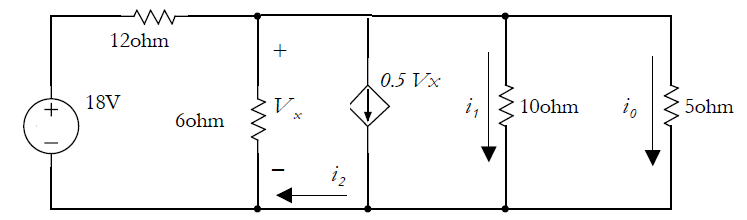 12ohm
+
18V
+
6ohm
Vx
0.5 Vx
i1
10ohm
i0
5ohm
−
−
i2